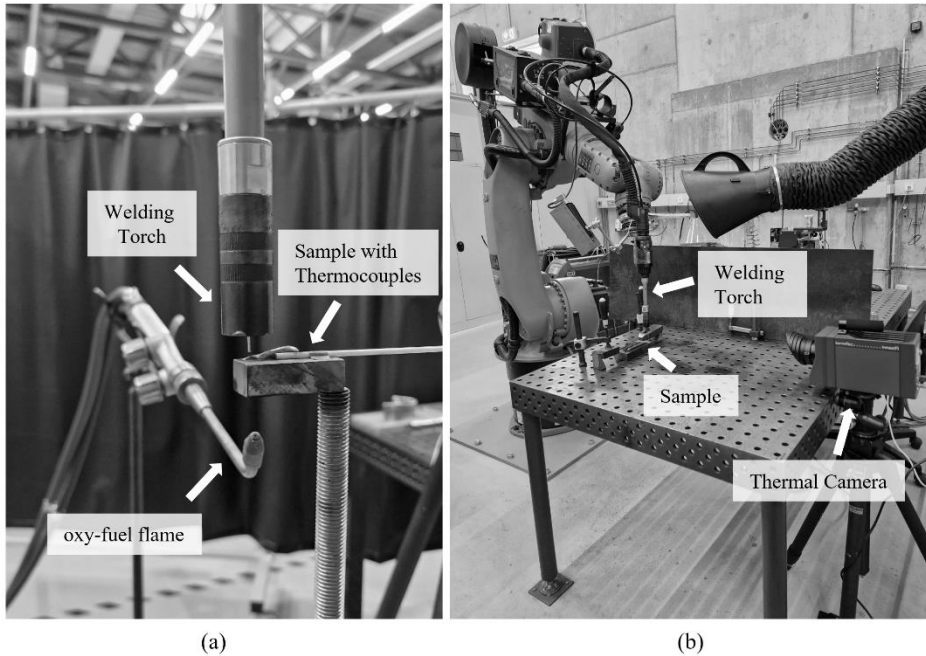 Welding
Torch
Sample with
Thermocouples
oxy-fuel flame
Welding
Torch
Sample
Thermal Camera
(a)
(b)